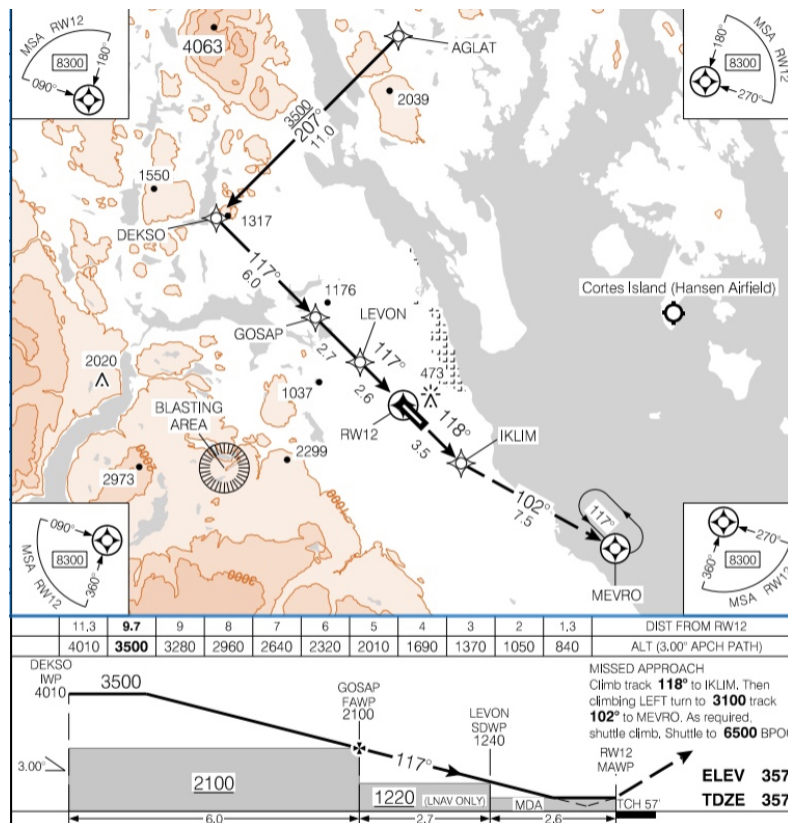 MSA RW12
8300
090°
180°
4063
AGLAT
MSA RW12
180°
8300
270°
2039
3500
207°
11.0
1550
1317
DEKSO
117°
6.0
1176
GOSAP
LEVON
Cortes Island (Hansen Airfield)
2.7
117°
2.6
2020
1037
473
BLASTING
AREA
RW12
118°
3.5
IKLIM
2000
2973
2299
1000
102°
7.5
117°
MEVRO
090°
8300
360°
MSA RW12
3000
270°
8300
360°
MSA RW12
11.3 9.7 9 8 7 6 5 4 3 2 1.3 DIST FROM RW12
4010 3500 3280 2960 2640 2320 2010 1690 1370 1050 840 ALT (3.00° APCH PATH)
DEKSO
IWP
4010
3500
GOSAP
FAWP
2100
LEVON
SDWP
1240
MISSED APPROACH
Climb track 118° to IKLIM. Then
climbing LEFT turn to 3100 track
102° to MEVRO. As required,
shuttle climb. Shuttle to 6500 BPOC
RW12
MAWP
3.00°
117°
2100
1220 (LNAV ONLY)
MDA
TCH 57'
ELEV 357
TDZE 357
6.0 2.7 2.6